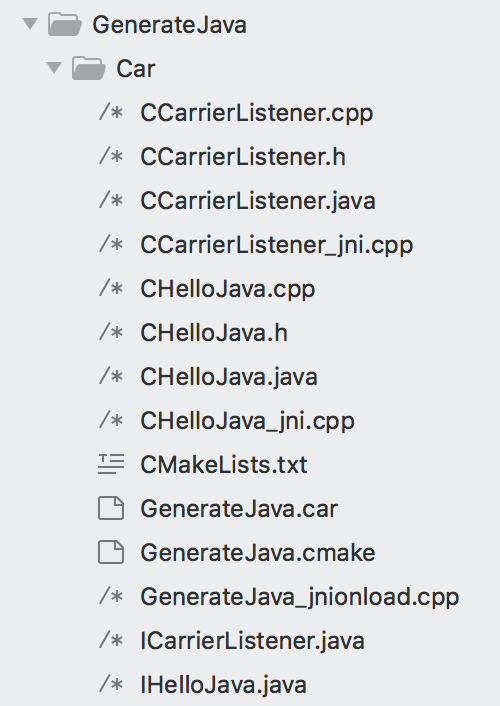 GenerateJava
Car
/* CCarrierListener.cpp
/* CCarrierListener.h
/* CCarrierListener.java
/* CCarrierListener_jni.cpp
/* CHelloJava.cpp
/* CHelloJava.h
/* CHelloJava.java
/* CHelloJava_jni.cpp
CMakeLists.txt
GenerateJava.car
GenerateJava.cmake
/* GenerateJava_jnionload.cpp
/* ICarrierListener.java
/* IHelloJava.java